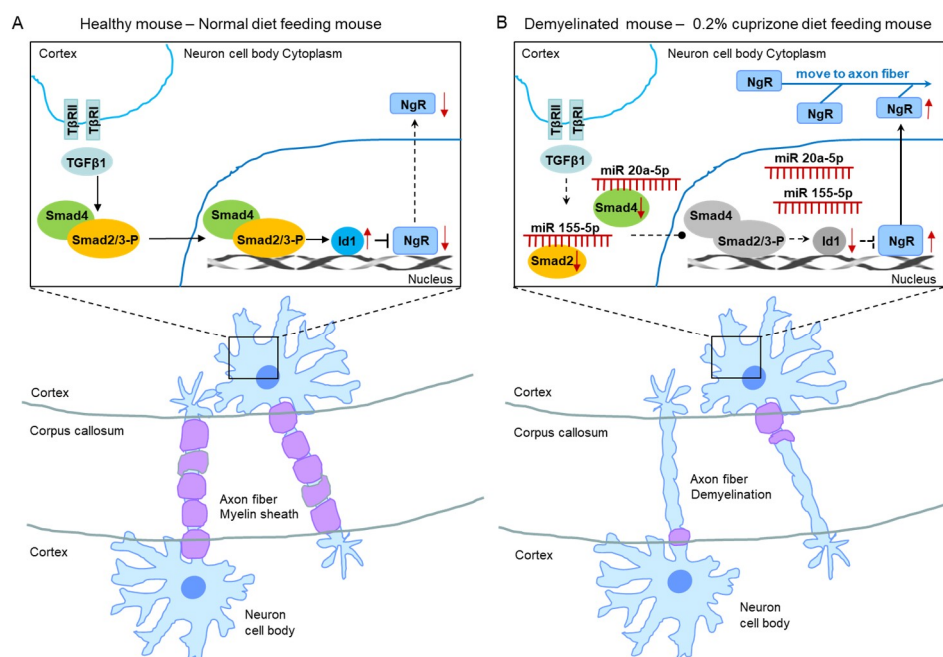 A
Healthy mouse – Normal diet feeding mouse
Cortex
Neuron cell body Cytoplasm
TβRII
TβRI
TGFβ1
Smad4
Smad2/3-P
Smad4
Smad2/3-P
Id1
NgR
NgR
Nucleus
Cortex
Corpus callosum
Axon fiber
Myelin sheath
Cortex
Neuron
cell body
B
Demyelinated mouse – 0.2% cuprizone diet feeding mouse
Cortex
Neuron cell body Cytoplasm
NgR
move to axon fiber
NgR
NgR
TβRII
TβRI
TGFβ1
miR 20a-5p
Smad4
miR 155-5p
Smad2
miR 20a-5p
miR 155-5p
Smad4
Smad2/3-P
Id1
NgR
Nucleus
Cortex
Corpus callosum
Axon fiber
Demyelination
Cortex
Neuron
cell body